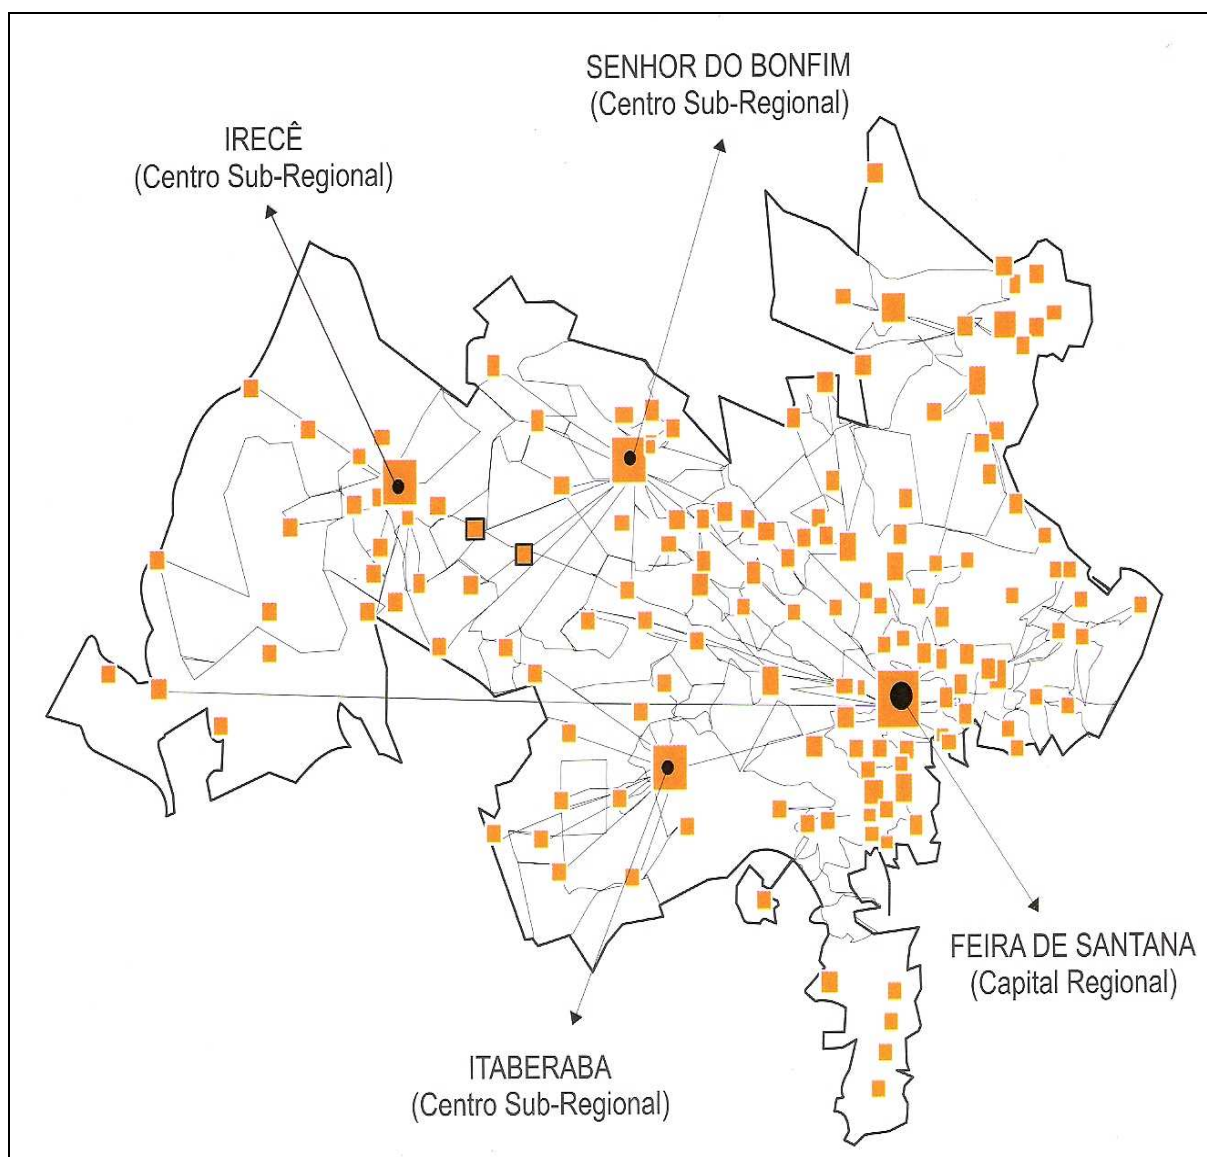 SENHOR DO BONFIM
(Centro Sub-Regional)
IRECÊ
(Centro Sub-Regional)
FEIRA DE SANTANA
(Capital Regional)
ITABERABA
(Centro Sub-Regional)